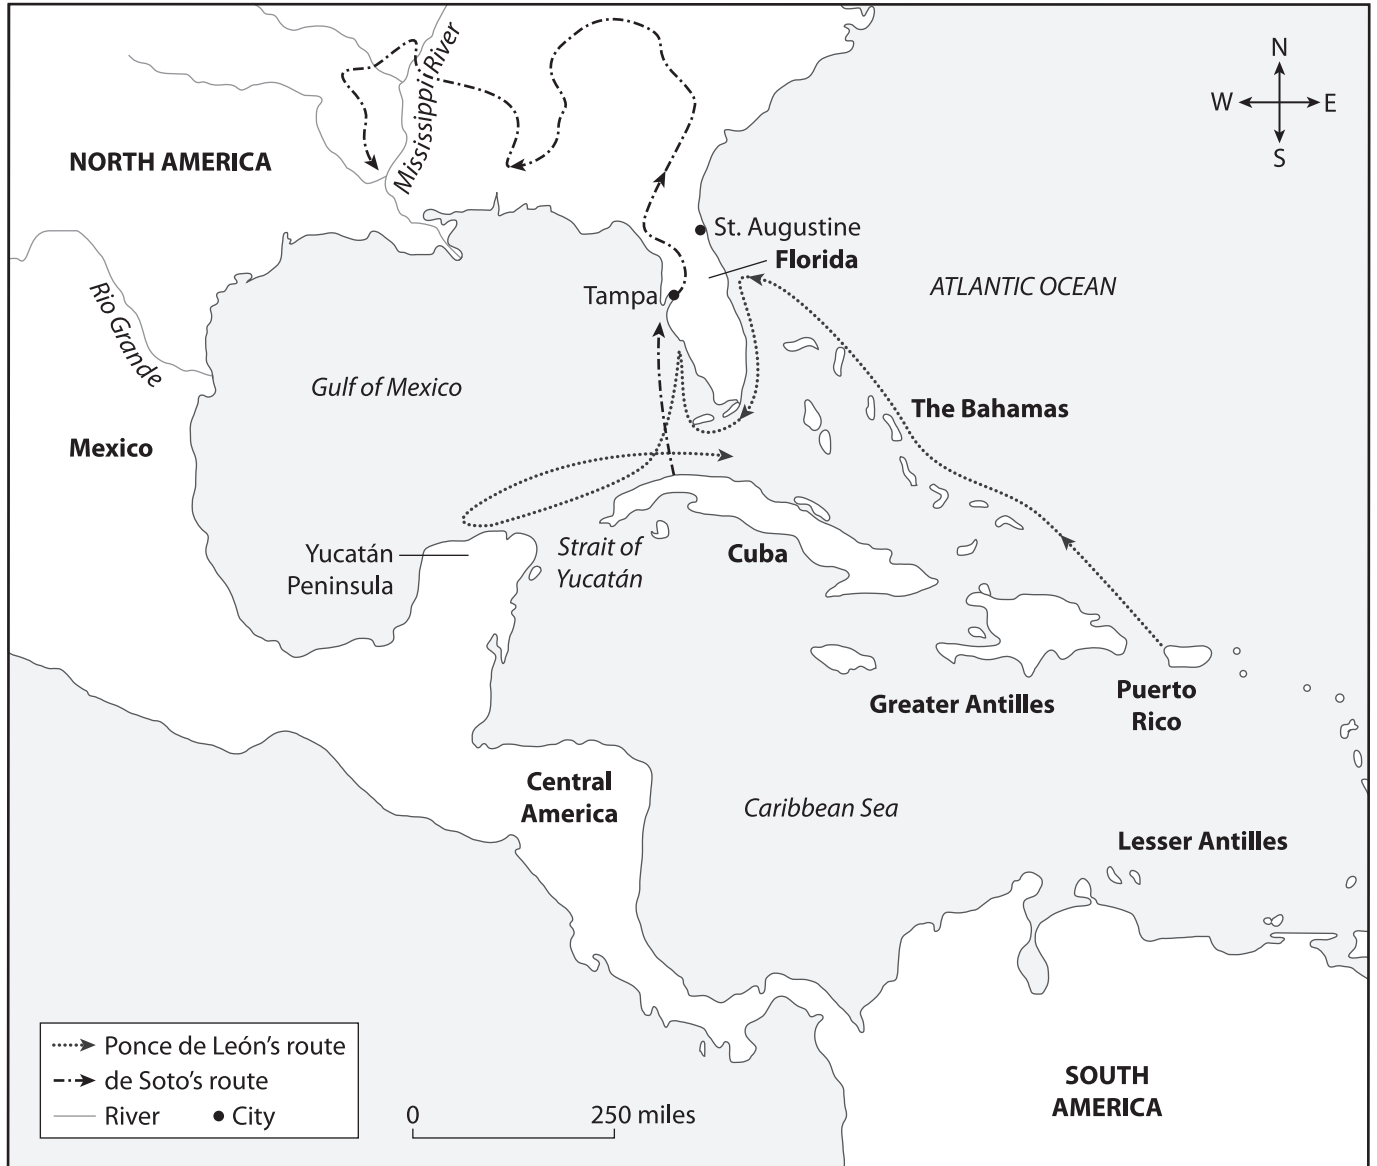 Mississippi River
N
W E
S
NORTH AMERICA
St. Augustine
Florida
ATLANTIC OCEAN
Tampa
Rio Grande
Gulf of Mexico
The Bahamas
Mexico
Yucatán
Peninsula
Strait of
Yucatán
Cuba
Greater Antilles
Puerto
Rico
Central
America
Caribbean Sea
Lesser Antilles
SOUTH
AMERICA
Ponce de León's route
de Soto's route
River City
0 250 miles